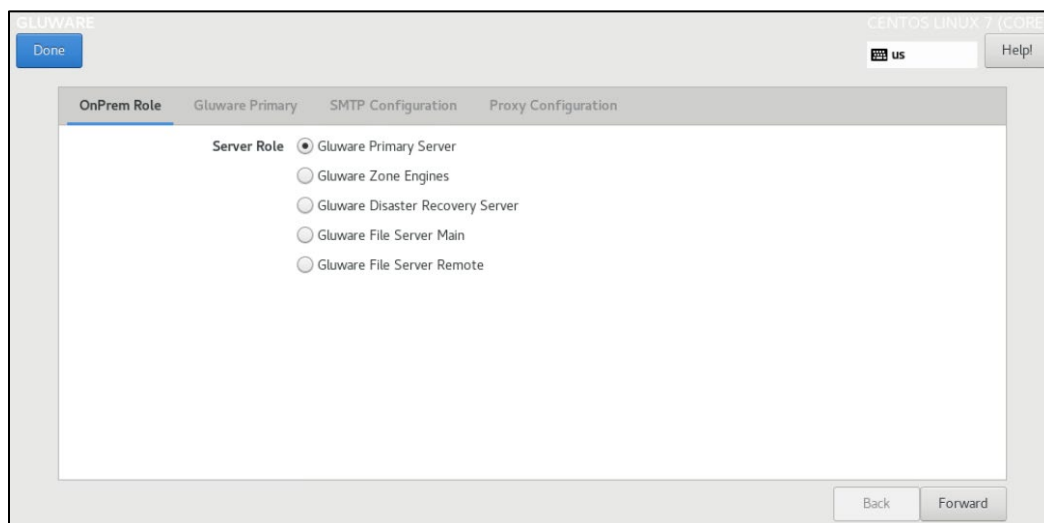 GLUWARE CENTOS LINUX 7 (CORE
Done us Help!
OnPrem Role Gluware Primary SMTP Configuration Proxy Configuration
Server Role Gluware Primary Server
Gluware Zone Engines
Gluware Disaster Recovery Server
Gluware File Server Main
Gluware File Server Remote
Back Forward